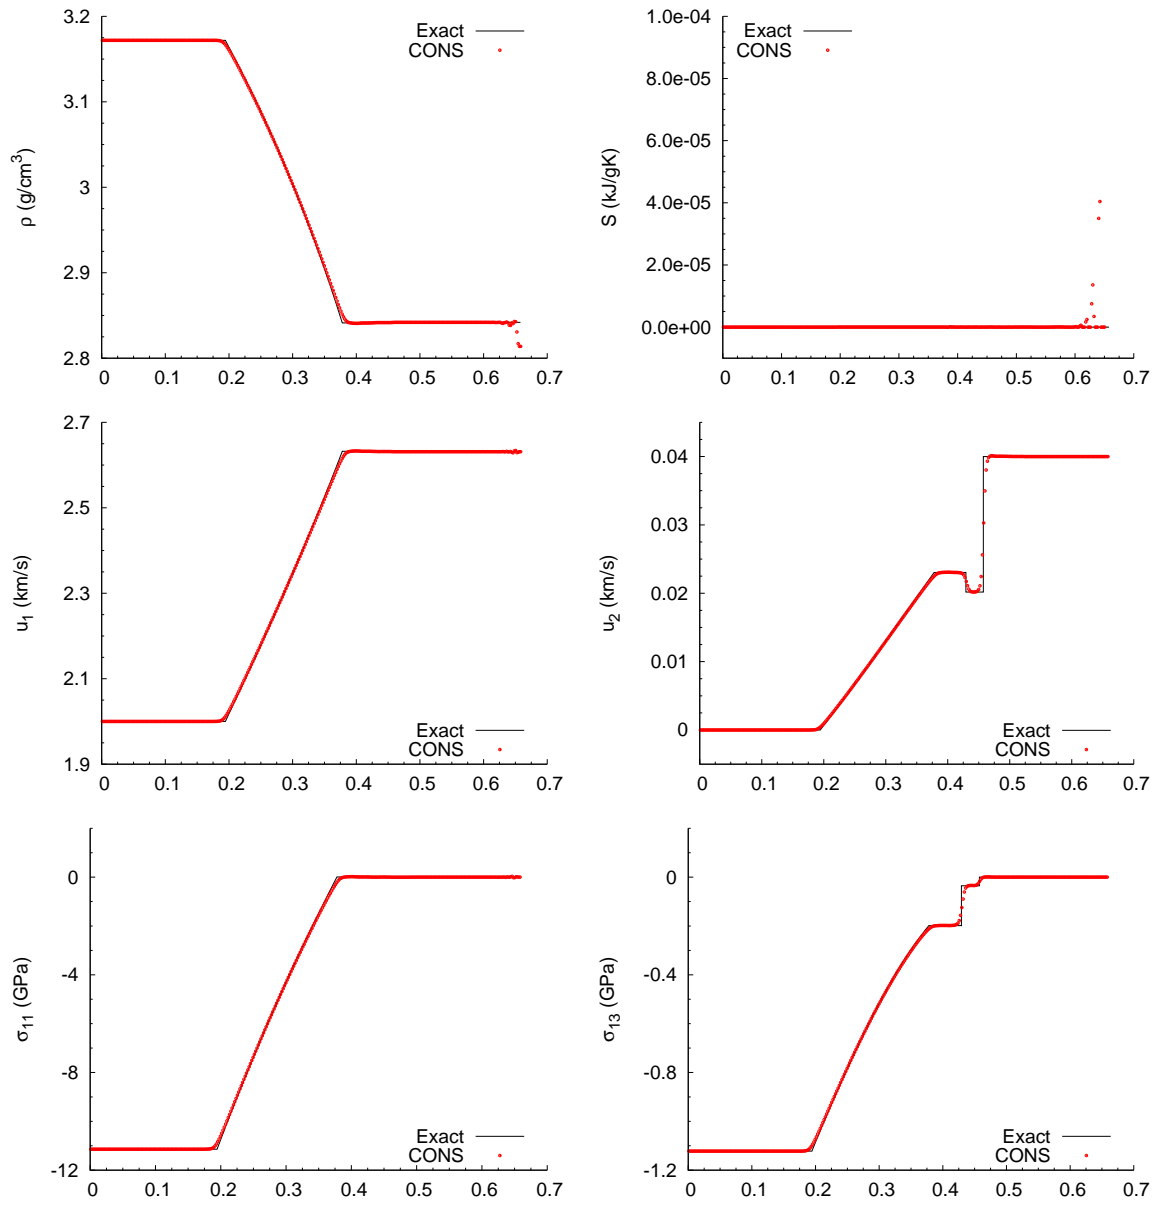 3.2
3.1
3
2.9
2.8
ρ (g/cm³)
Exact
CONS
0 0.1 0.2 0.3 0.4 0.5 0.6 0.7
1.0e-04
8.0e-05
6.0e-05
4.0e-05
2.0e-05
0.0e+00
S (kJ/gK)
Exact
CONS
0 0.1 0.2 0.3 0.4 0.5 0.6 0.7
2.7
2.5
2.3
2.1
1.9
u₁ (km/s)
Exact
CONS
0 0.1 0.2 0.3 0.4 0.5 0.6 0.7
0.04
0.03
0.02
0.01
0
u₂ (km/s)
Exact
CONS
0 0.1 0.2 0.3 0.4 0.5 0.6 0.7
0
-4
-8
-12
σ₁₁ (GPa)
Exact
CONS
0 0.1 0.2 0.3 0.4 0.5 0.6 0.7
0
-0.4
-0.8
-1.2
σ₁₃ (GPa)
Exact
CONS
0 0.1 0.2 0.3 0.4 0.5 0.6 0.7